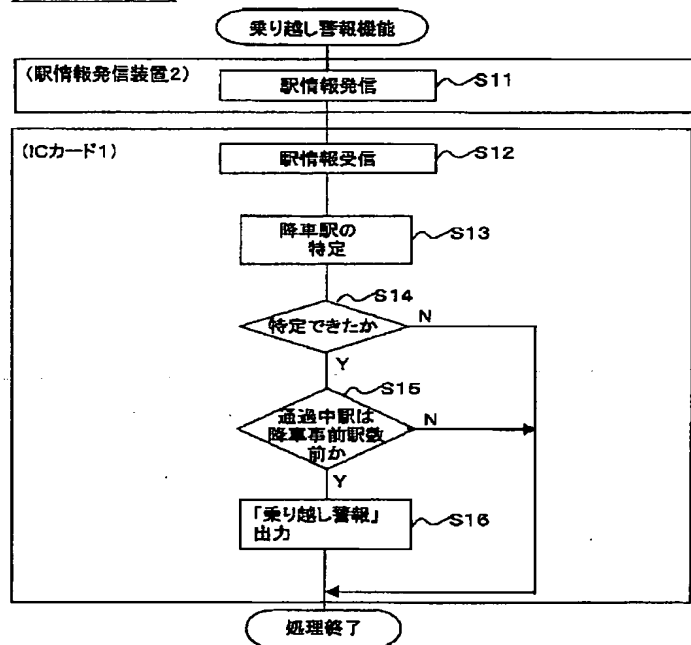 乗り越し警報機能
(駅情報発信装置2)
駅情報発信
S11
(ICカード1)
駅情報受信
S12
降車駅の
特定
S13
S14
特定できたか
N
Y
S15
通過中駅は
降車事前駅数
前か
N
Y
「乗り越し警報」
出力
S16
処理終了